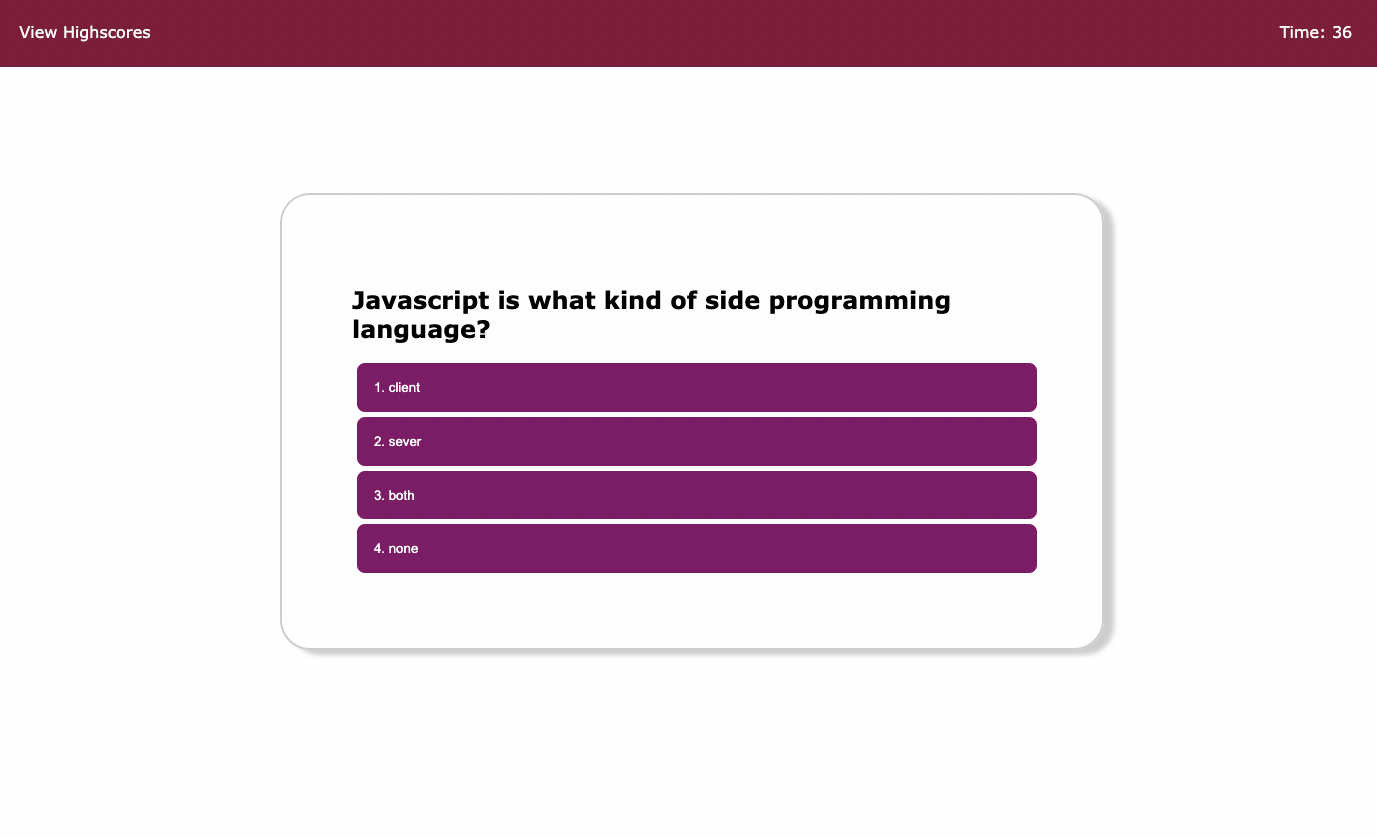 View Highscores
Time: 36
Javascript is what kind of side programming
language?
1. client
2. sever
3. both
4. none